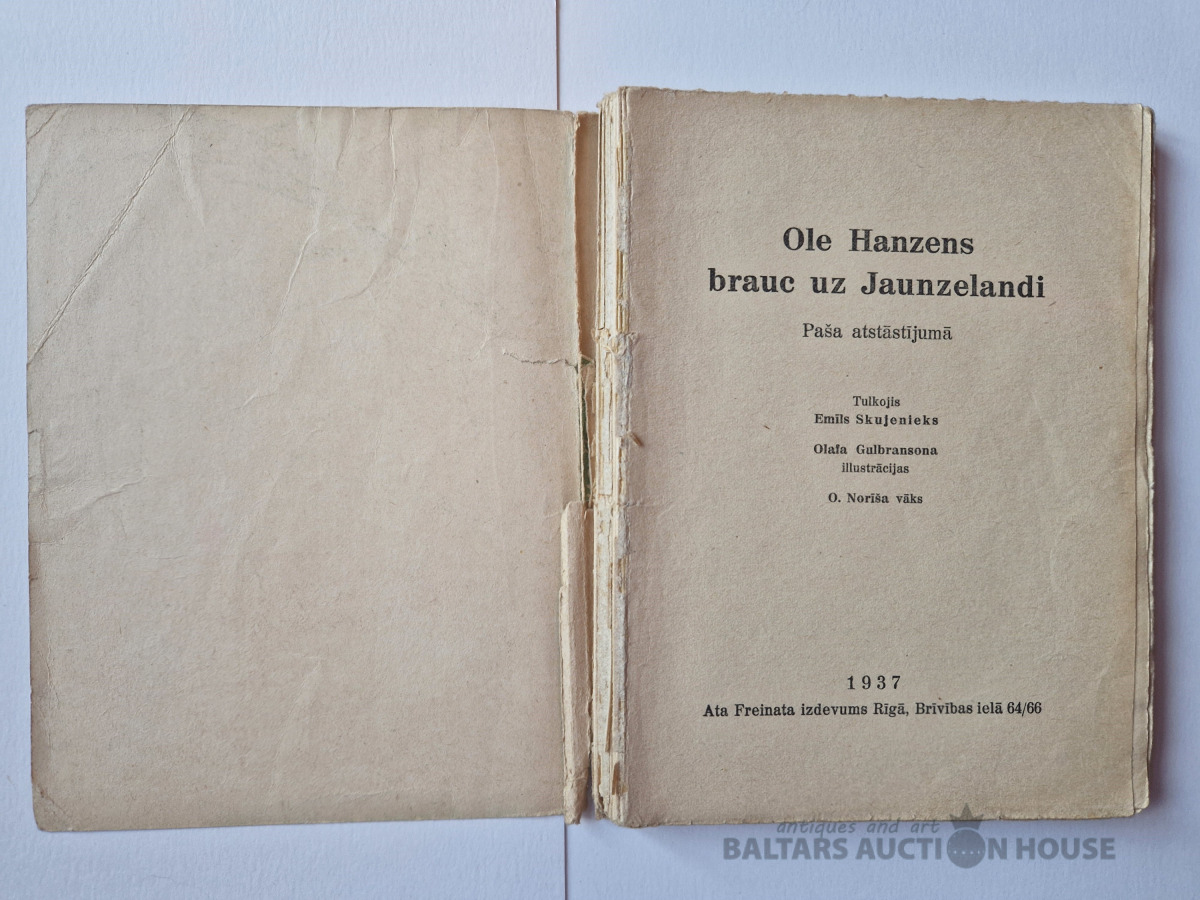 Ole Hanzens
brauc uz Jaunzelandi
Paša atstāstījumā
Tulkojis
Emīls Skujenieks
Olafa Gulbransona
illustrācijas
O. Norīša vāks
1937
Ata Freinata izdevums Rīgā, Brīvības ielā 64/66
antiques and art
BALTARS AUCTION HOUSE